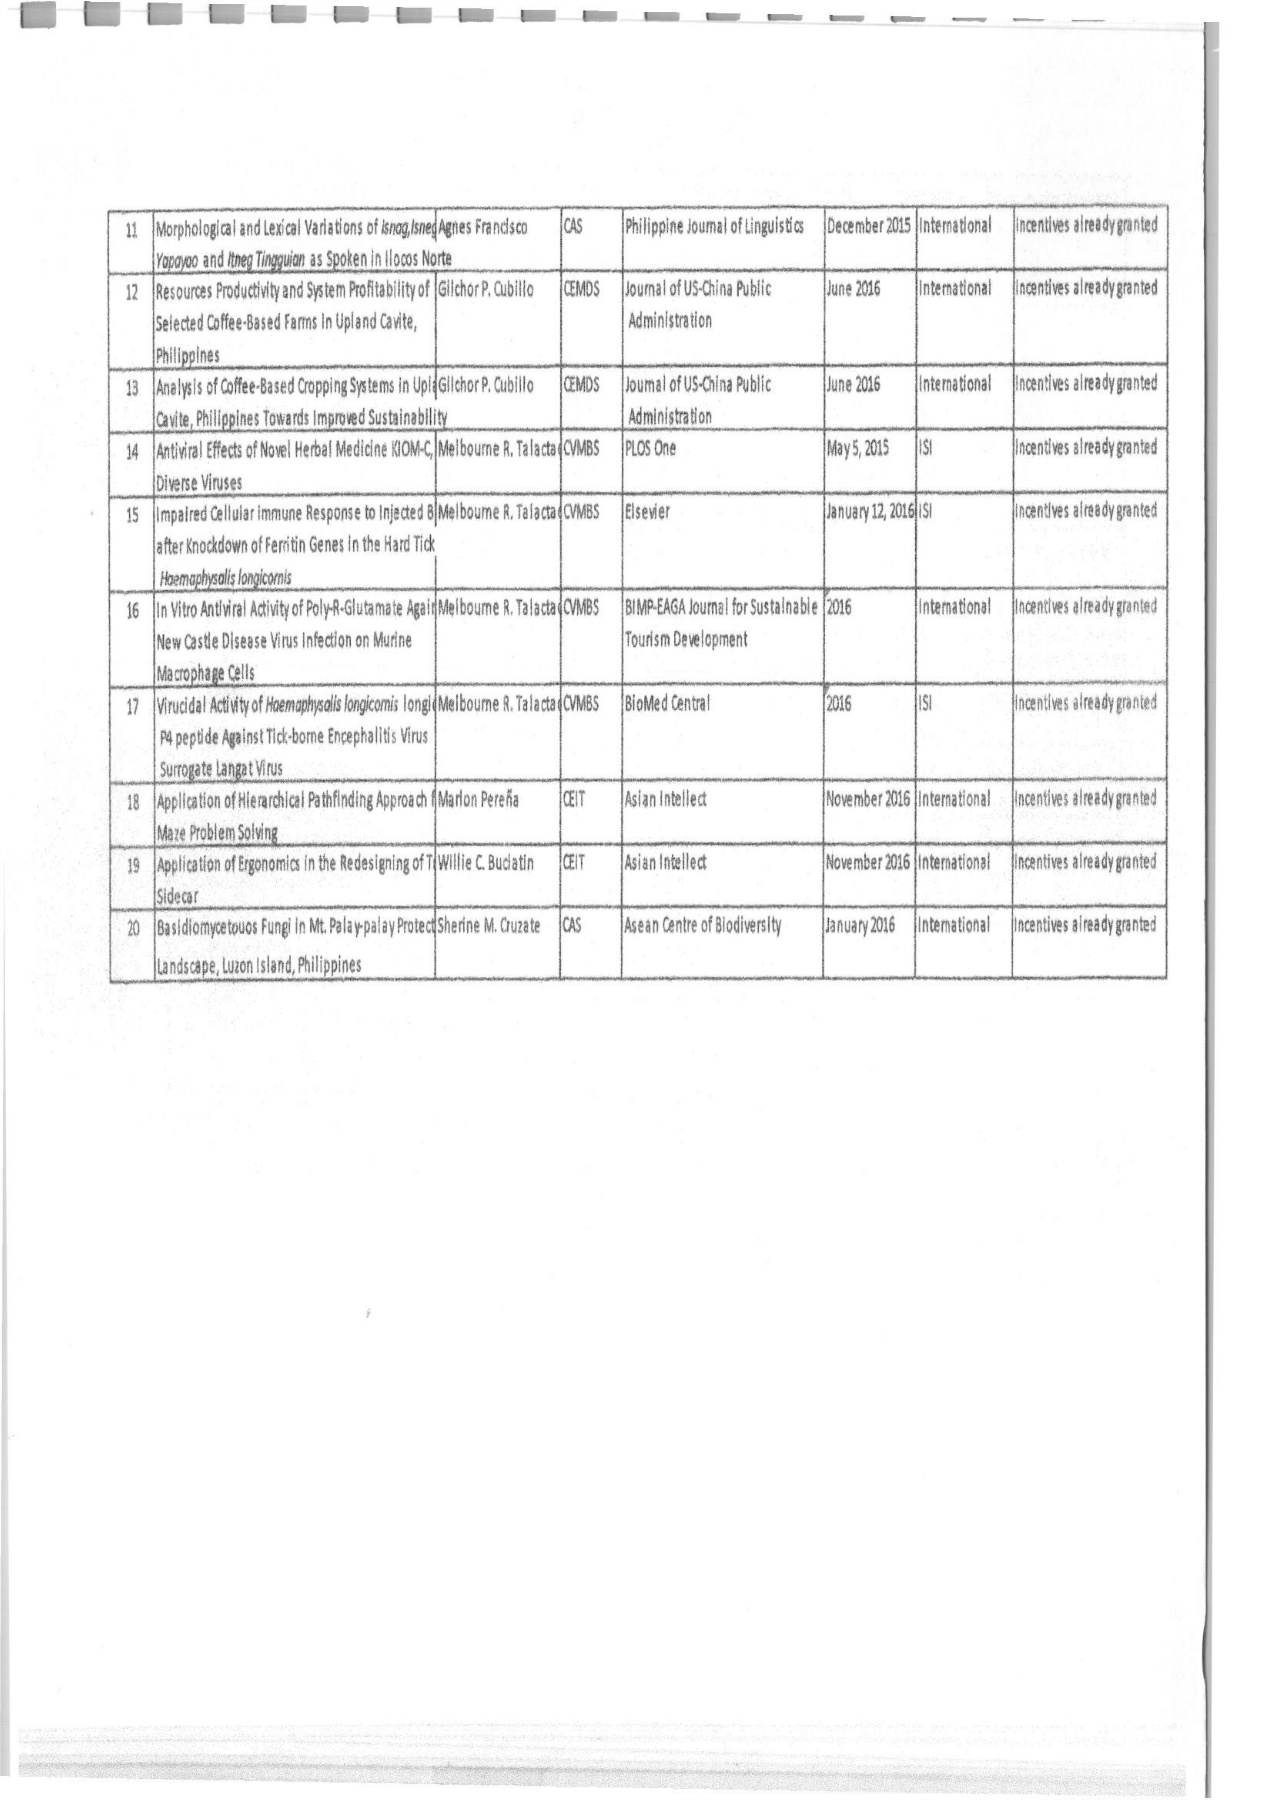 11 Morphological and Lexical Variations of Isnag,Isneg Agnes Francisco CAS Philippine Journal of Linguistics December 2015 International Incentives already granted
Yapayao and Itneg Tingguian as Spoken in Ilocos Norte
12 Resources Productivity and System Profitability of Gilchor P. Cubillo CEMDS Journal of US-China Public June 2016 International Incentives already granted
Selected Coffee-Based Farms in Upland Cavite, Administration
Philippines
13 Analysis of Coffee-Based Cropping Systems in Upla Gilchor P. Cubillo CEMDS Journal of US-China Public June 2016 International Incentives already granted
Cavite, Philippines Towards Improved Sustainability Administration
14 Antiviral Effects of Novel Herbal Medicine KIOM-C, Melbourne R. Talacta CVMBS PLOS One May 5, 2015 ISI Incentives already granted
Diverse Viruses
15 Impaired Cellular Immune Response to Injected B Melbourne R. Talacta CVMBS Elsevier January 12, 2016 ISI Incentives already granted
after Knockdown of Ferritin Genes in the Hard Tick
Haemaphysalis longicornis
16 In Vitro Antiviral Activity of Poly-R-Glutamate Again Melbourne R. Talacta CVMBS BIMP-EAGA Journal for Sustainable 2016 International Incentives already granted
New Castle Disease Virus Infection on Murine Tourism Development
Macrophage Cells
17 Virucidal Activity of Haemaphysalis longicornis longi Melbourne R. Talacta CVMBS BioMed Central 2016 ISI Incentives already granted
P4 peptide Against Tick-borne Encephalitis Virus
Surrogate Langat Virus
18 Application of Hierarchical Pathfinding Approach f Marlon Pereña CEIT Asian Intellect November 2016 International Incentives already granted
Maze Problem Solving
19 Application of Ergonomics in the Redesigning of T Willie C. Buclatin CEIT Asian Intellect November 2016 International Incentives already granted
Sidecar
20 Basidiomycetouos Fungi in Mt. Palay-palay Protect Sherine M. Cruzate CAS Asean Centre of Biodiversity January 2016 International Incentives already granted
Landscape, Luzon Island, Philippines